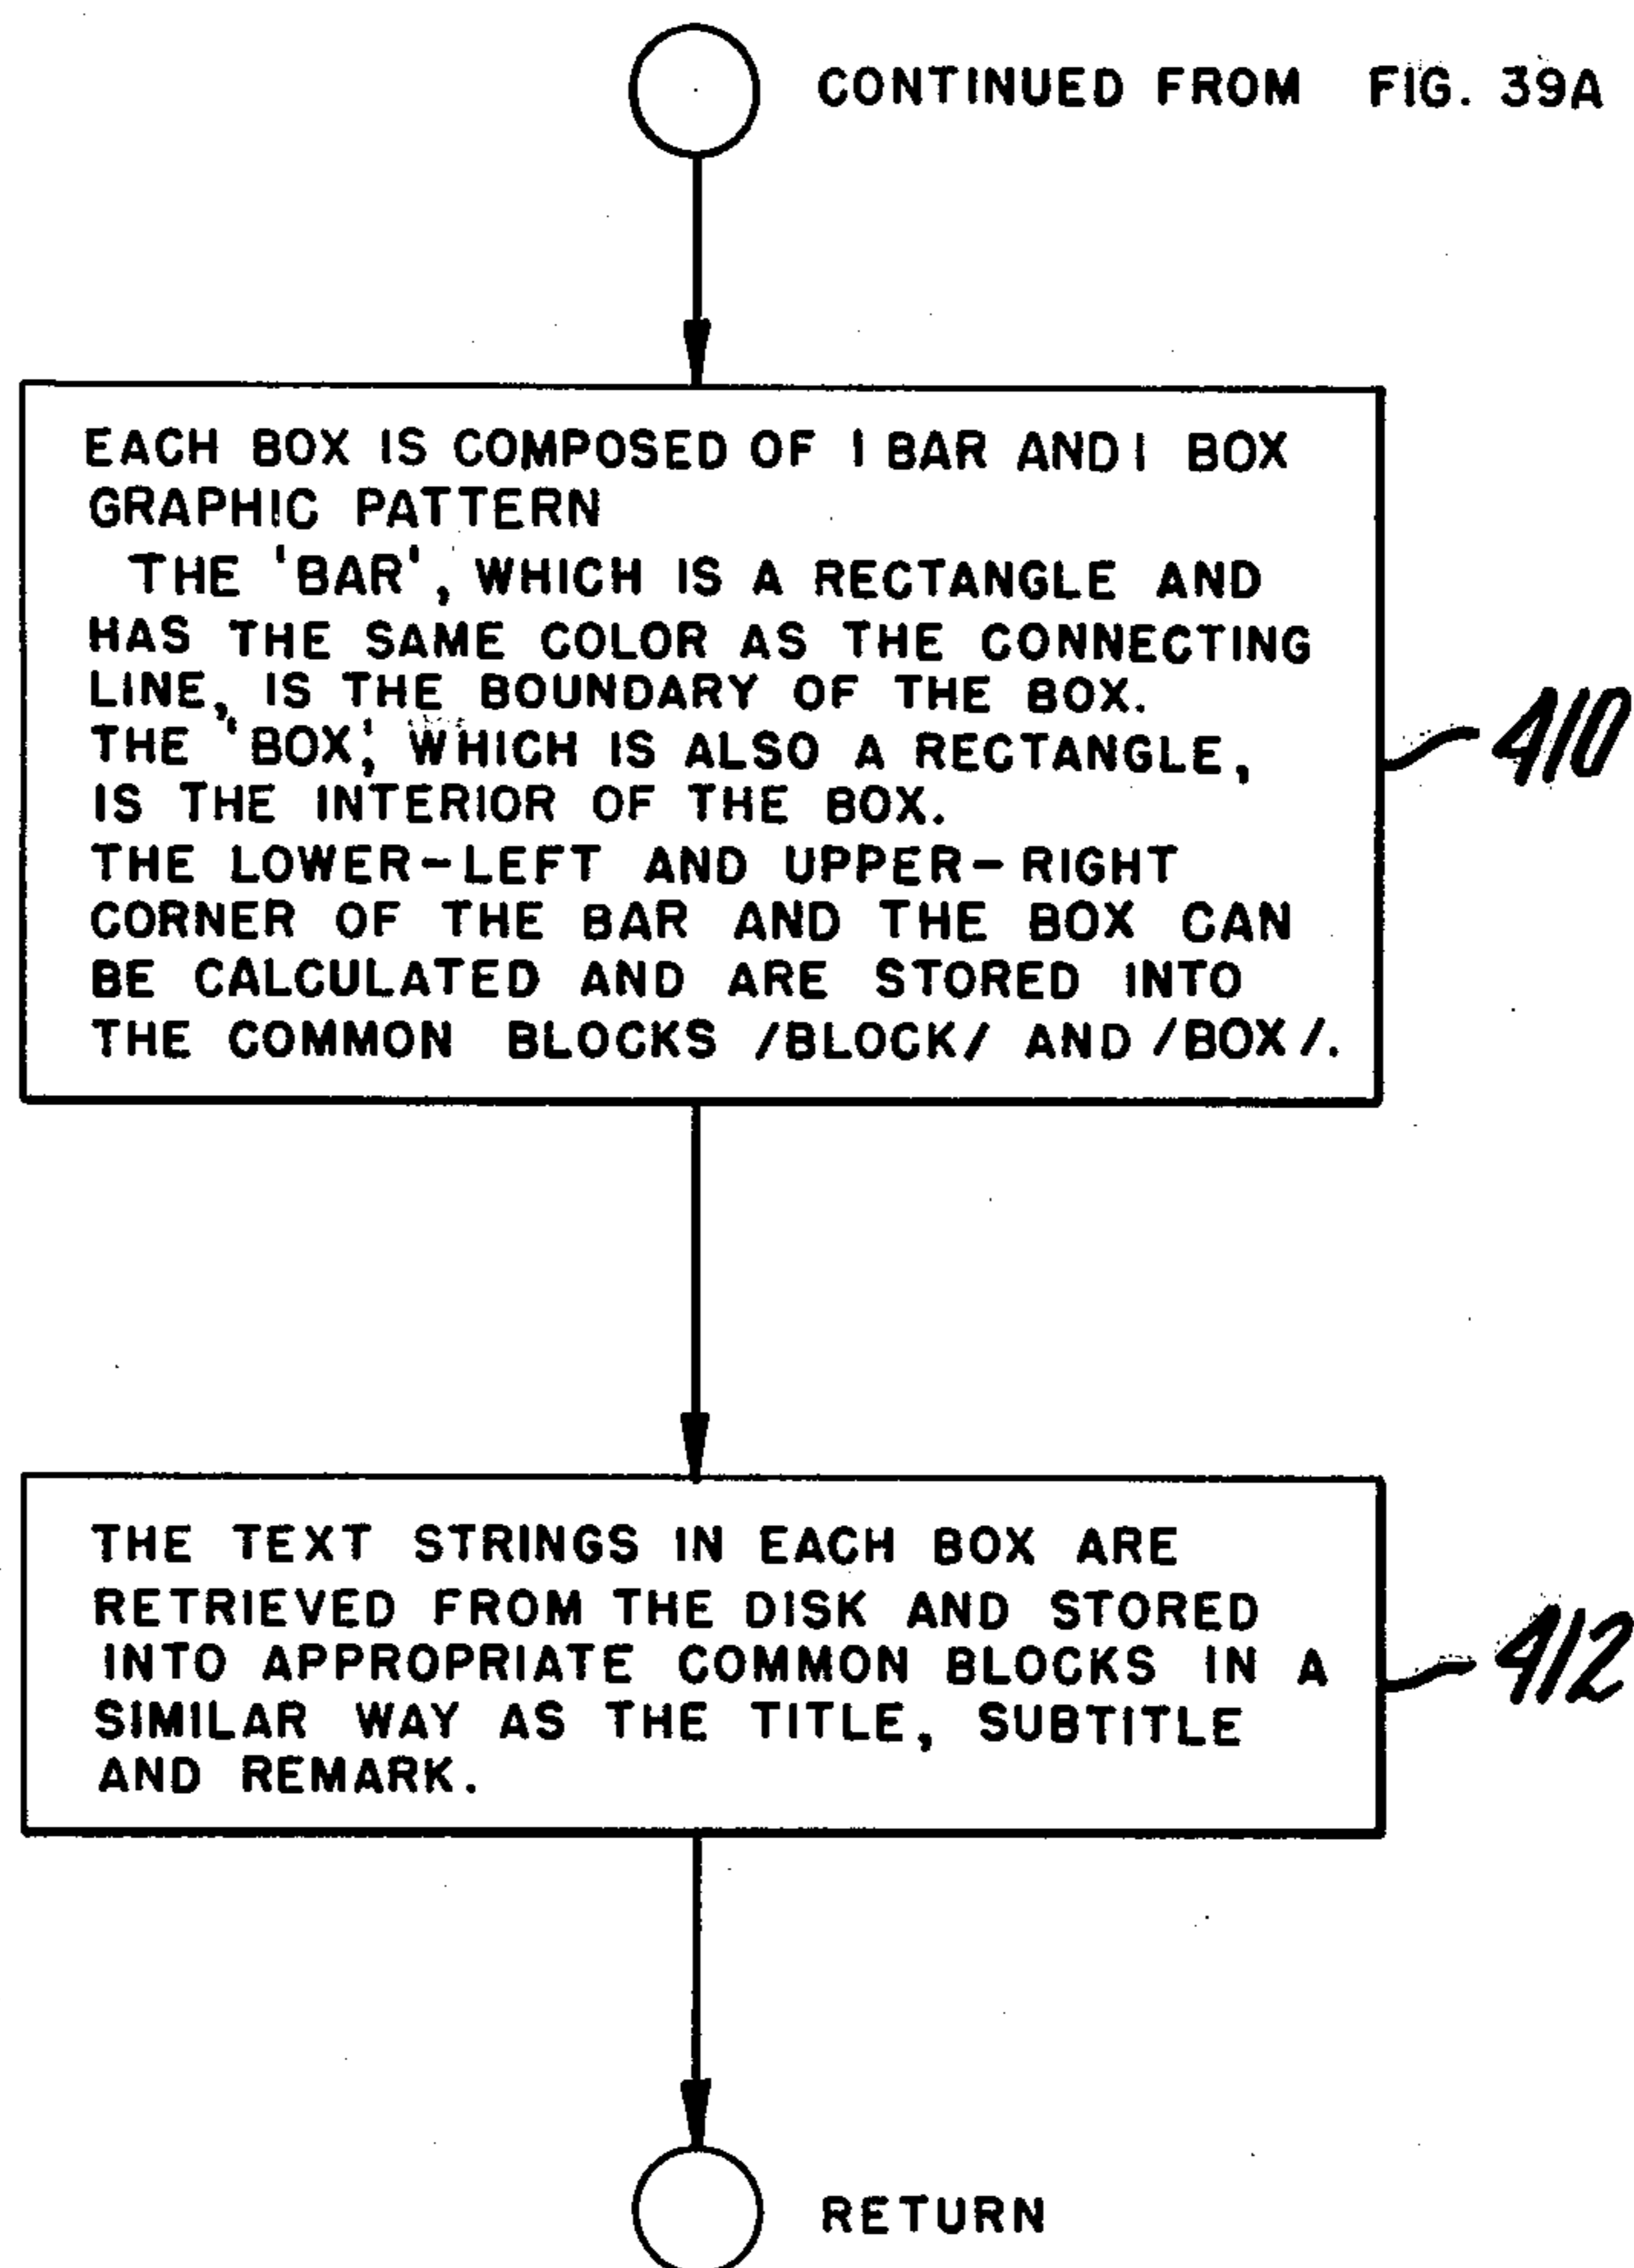 CONTINUED FROM FIG. 39A
EACH BOX IS COMPOSED OF 1 BAR AND 1 BOX
GRAPHIC PATTERN
THE 'BAR', WHICH IS A RECTANGLE AND
HAS THE SAME COLOR AS THE CONNECTING
LINE, IS THE BOUNDARY OF THE BOX.
THE 'BOX', WHICH IS ALSO A RECTANGLE,
IS THE INTERIOR OF THE BOX.
THE LOWER-LEFT AND UPPER-RIGHT
CORNER OF THE BAR AND THE BOX CAN
BE CALCULATED AND ARE STORED INTO
THE COMMON BLOCKS /BLOCK/ AND /BOX/.
410
THE TEXT STRINGS IN EACH BOX ARE
RETRIEVED FROM THE DISK AND STORED
INTO APPROPRIATE COMMON BLOCKS IN A
SIMILAR WAY AS THE TITLE, SUBTITLE
AND REMARK.
412
RETURN